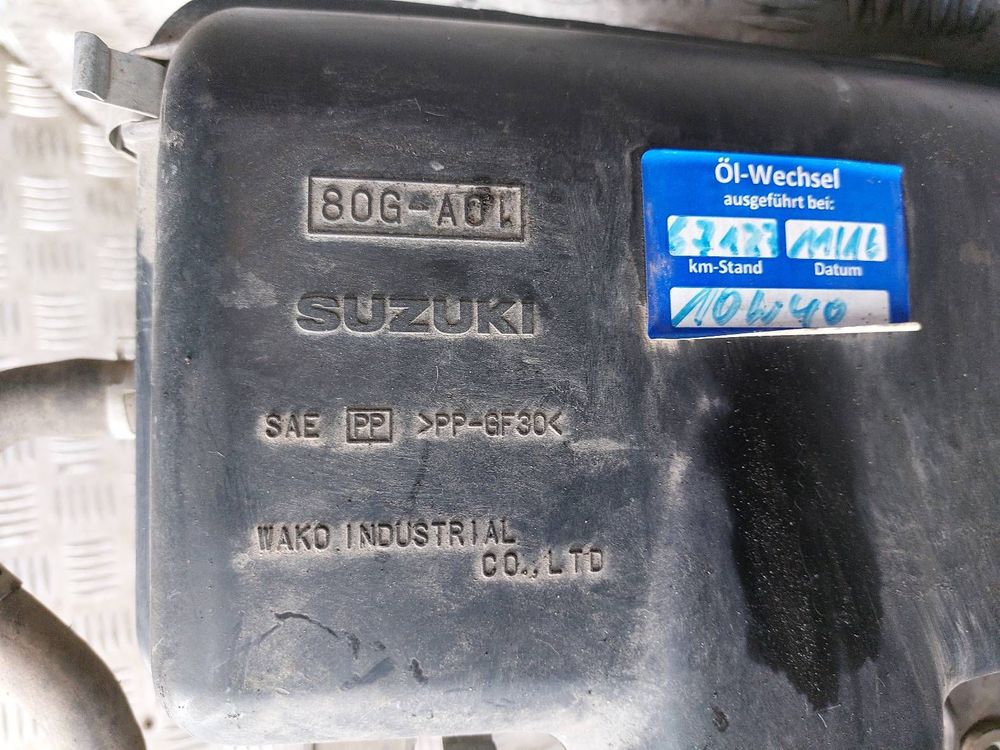 80G-A01
SUZUKI
SAE PP >PP-GF30<
WAKO INDUSTRIAL
CO., LTD
Öl-Wechsel
ausgeführt bei:
km-Stand Datum
10W40